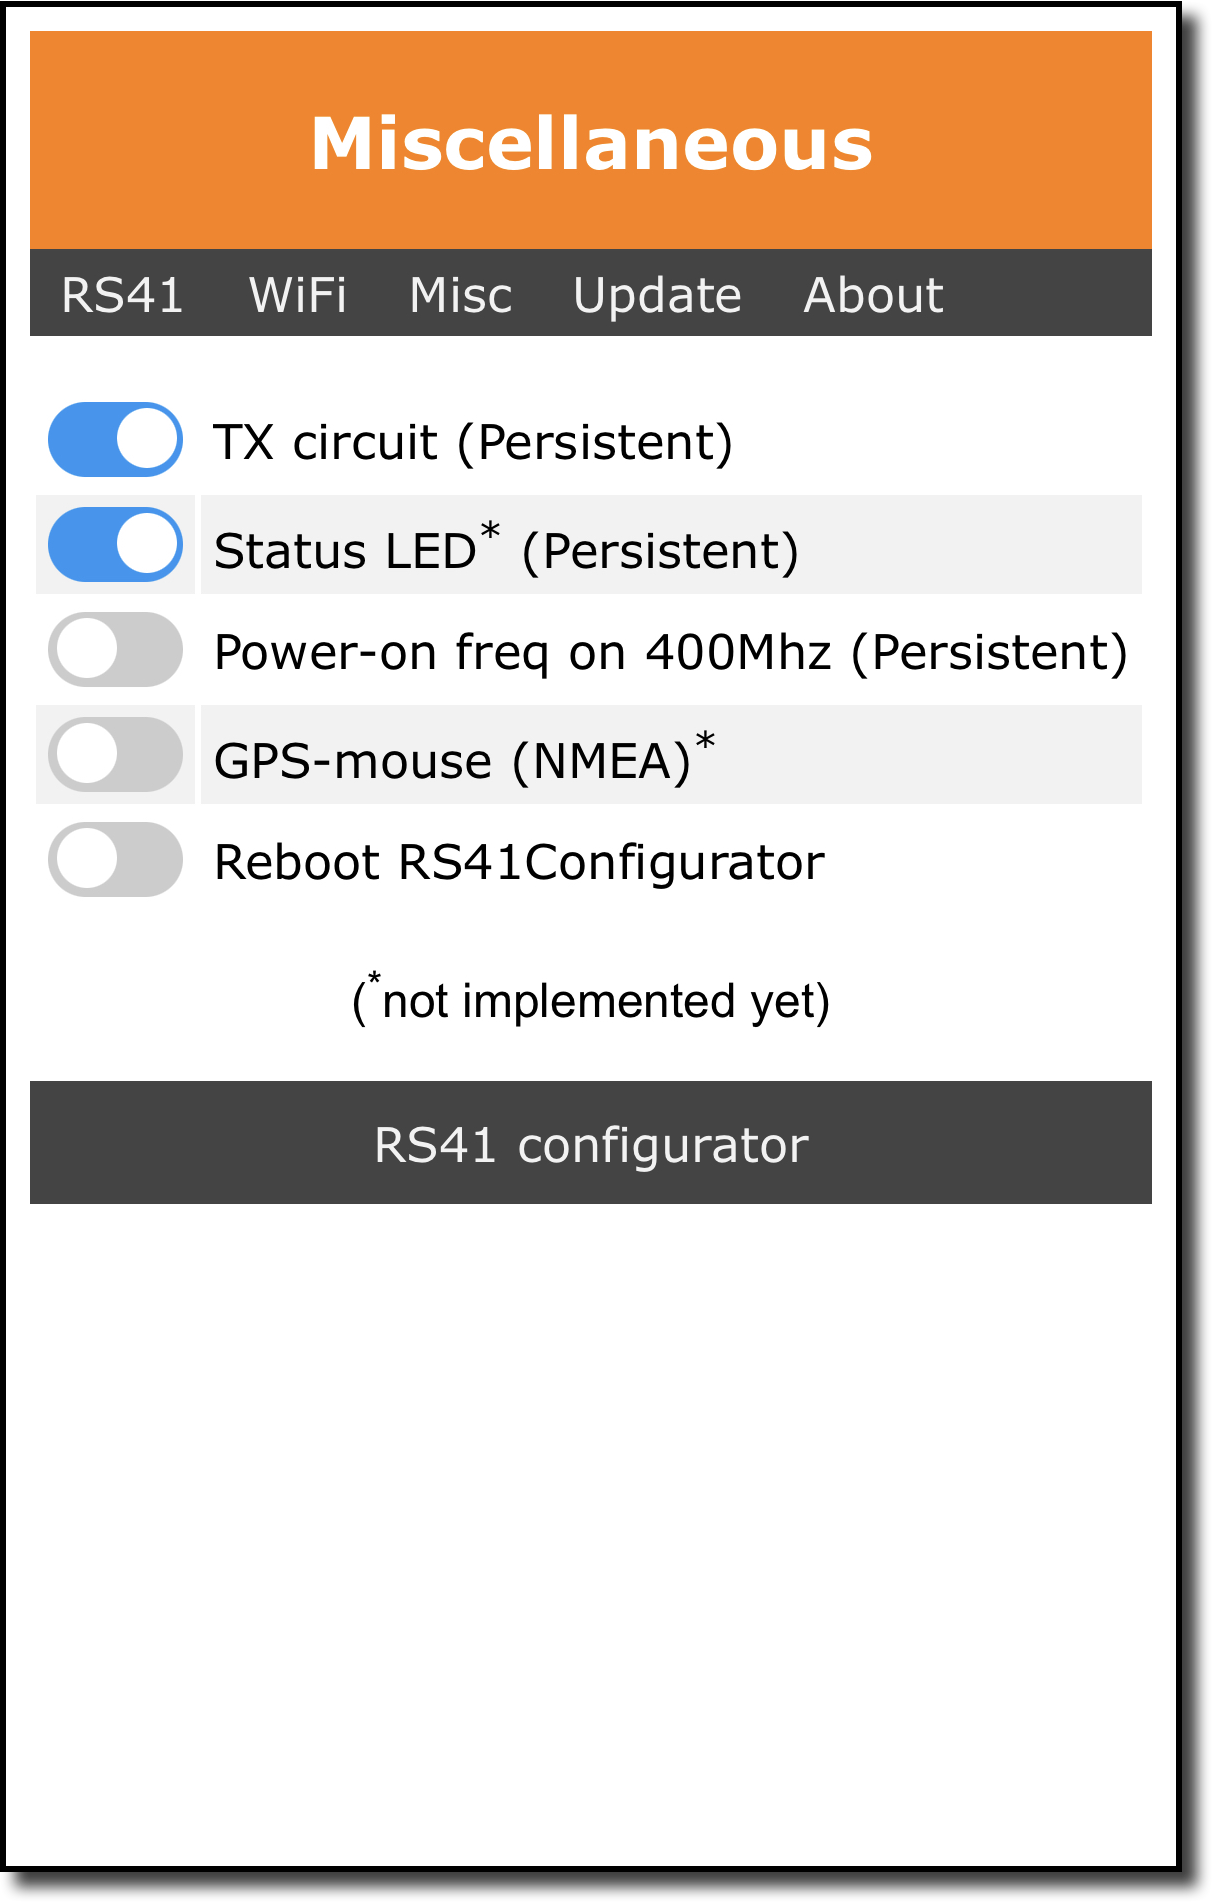 Miscellaneous
RS41 WiFi Misc Update About
TX circuit (Persistent)
Status LED* (Persistent)
Power-on freq on 400Mhz (Persistent)
GPS-mouse (NMEA)*
Reboot RS41Configurator
(*not implemented yet)
RS41 configurator